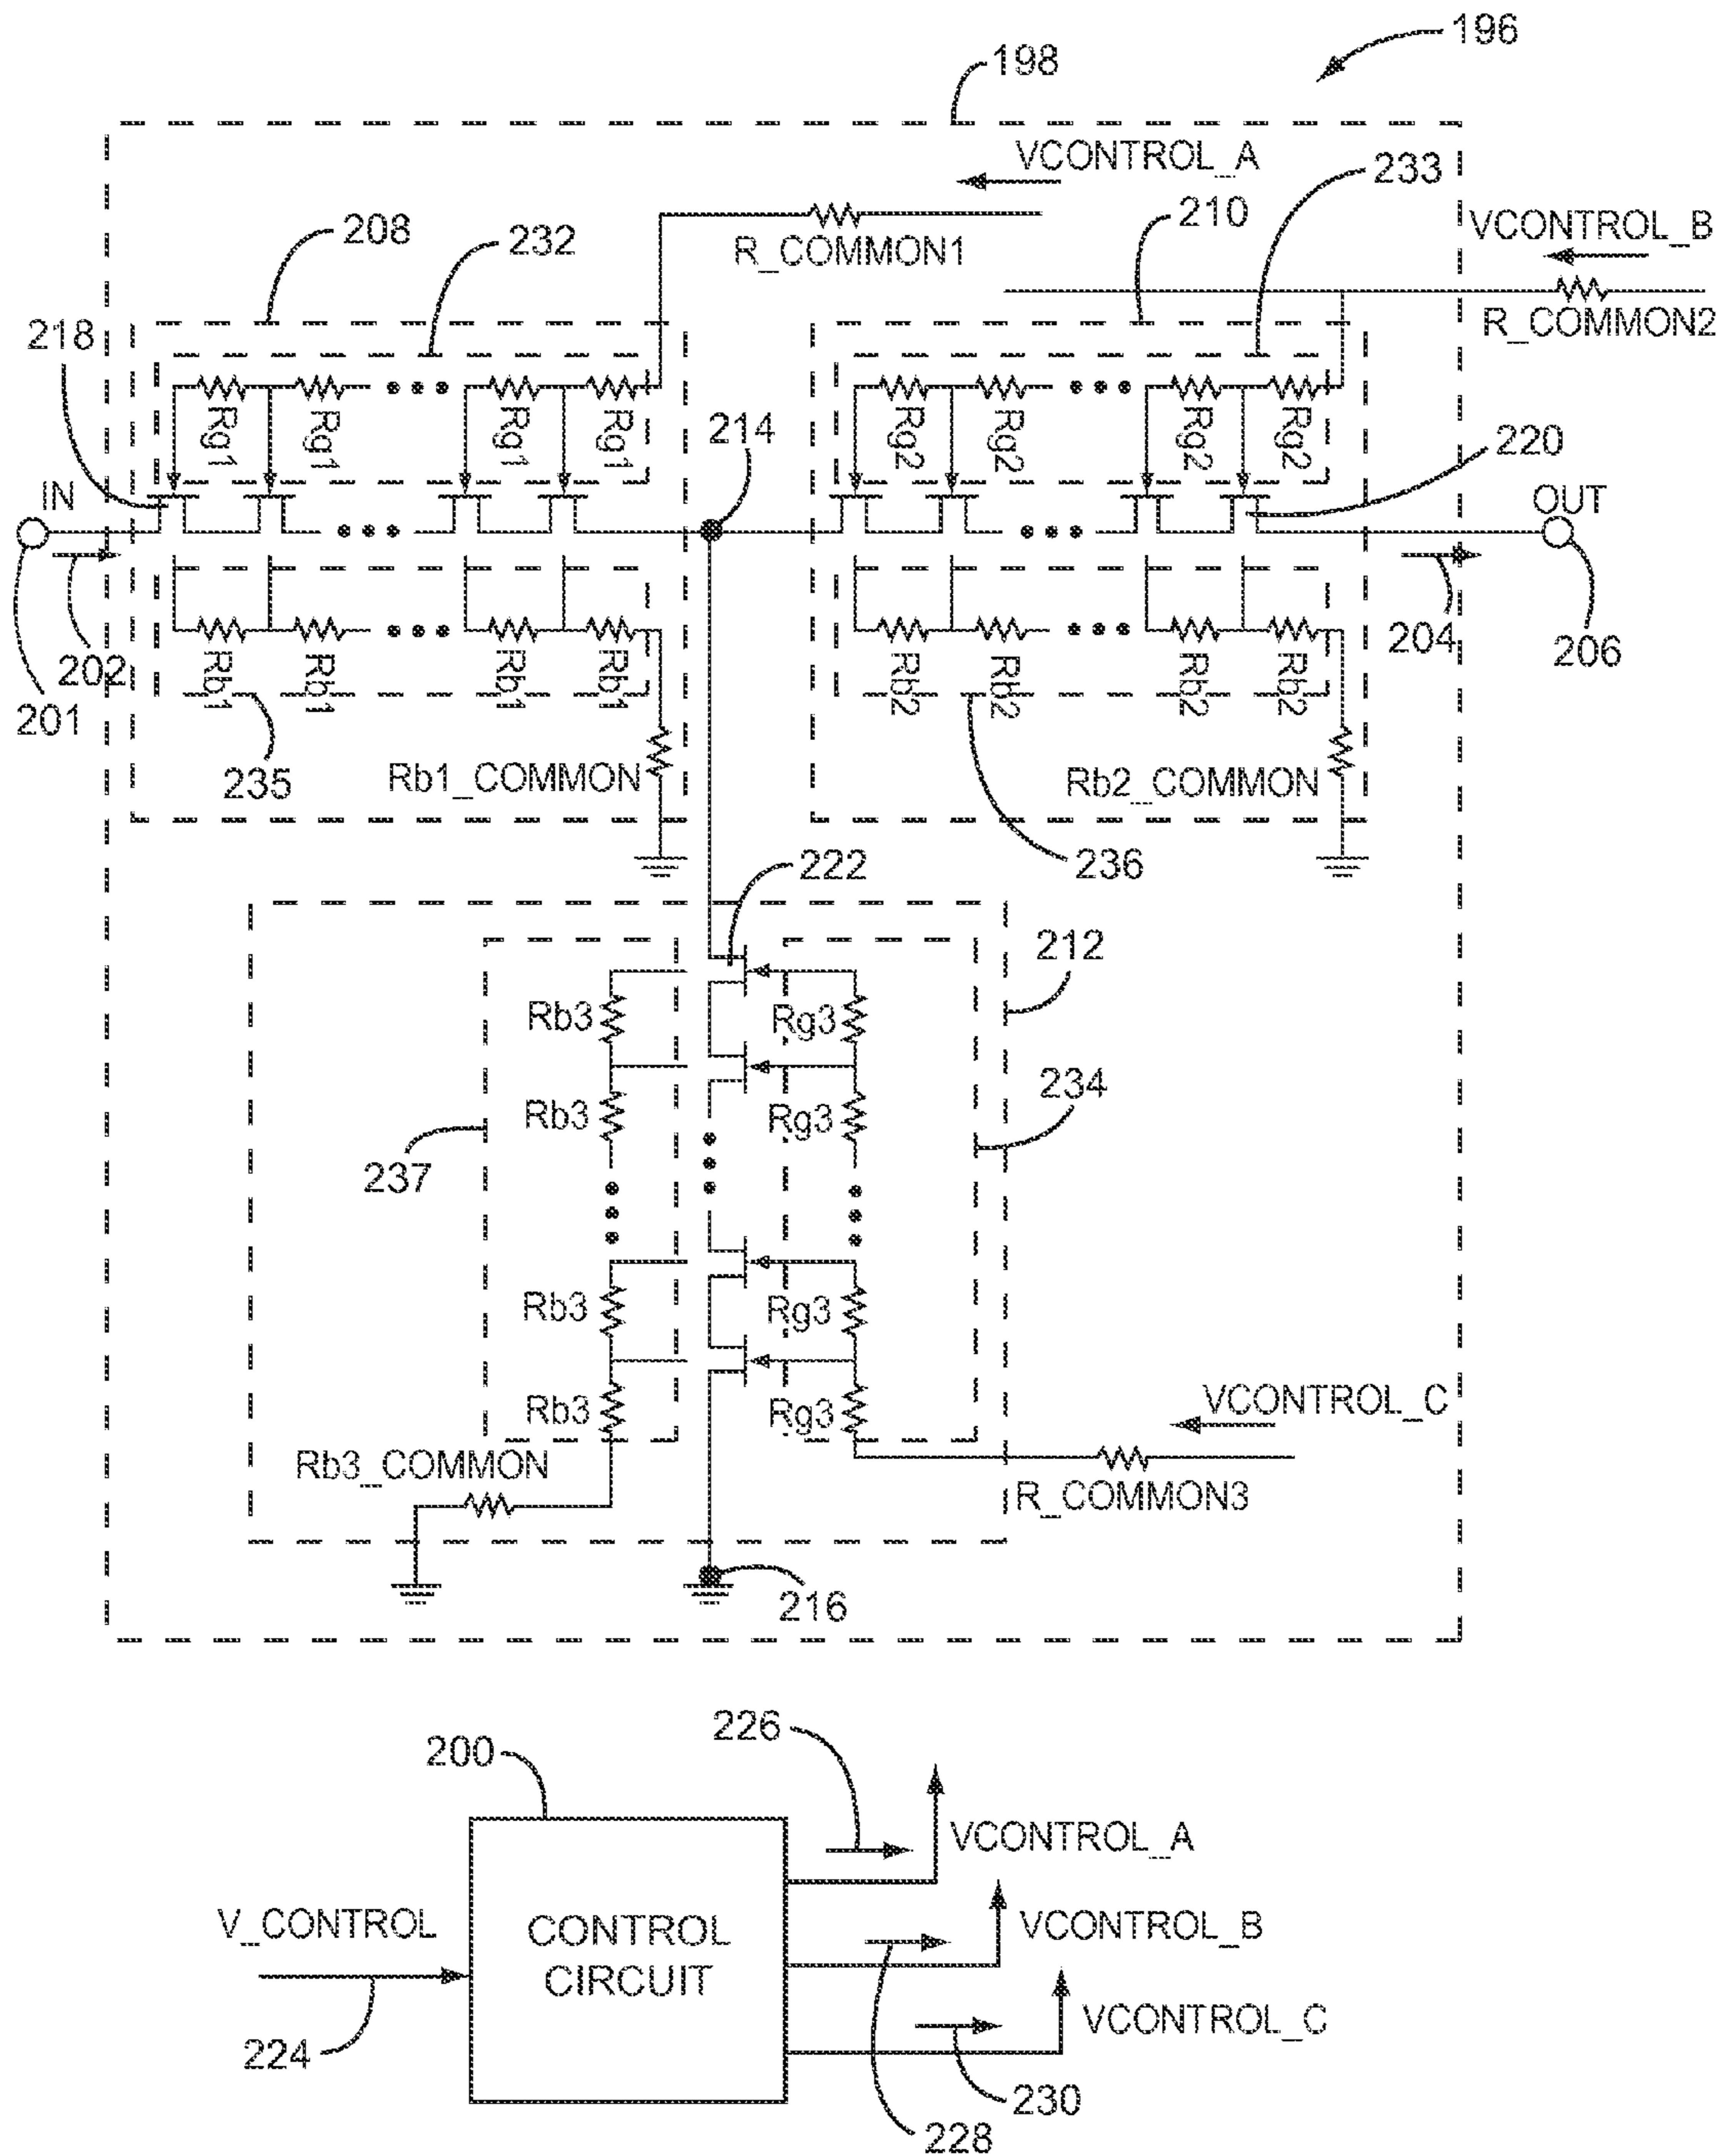 196
198
VCONTROL_A
233
208
232
210
VCONTROL_B
R_COMMON1
R_COMMON2
218
Rg1 Rg1 Rg1 Rg1
214
Rg2 Rg2 Rg2 Rg2
220
IN
OUT
202
204
201
206
Rb1 Rb1 Rb1 Rb1
Rb2 Rb2 Rb2 Rb2
235
Rb1_COMMON
Rb2_COMMON
222
236
212
Rb3
Rg3
234
Rb3
Rg3
237
Rb3
Rg3
VCONTROL_C
Rb3
Rg3
Rb3_COMMON
R_COMMON3
216
226
200
VCONTROL_A
V_CONTROL
CONTROL
CIRCUIT
VCONTROL_B
VCONTROL_C
224
230
228